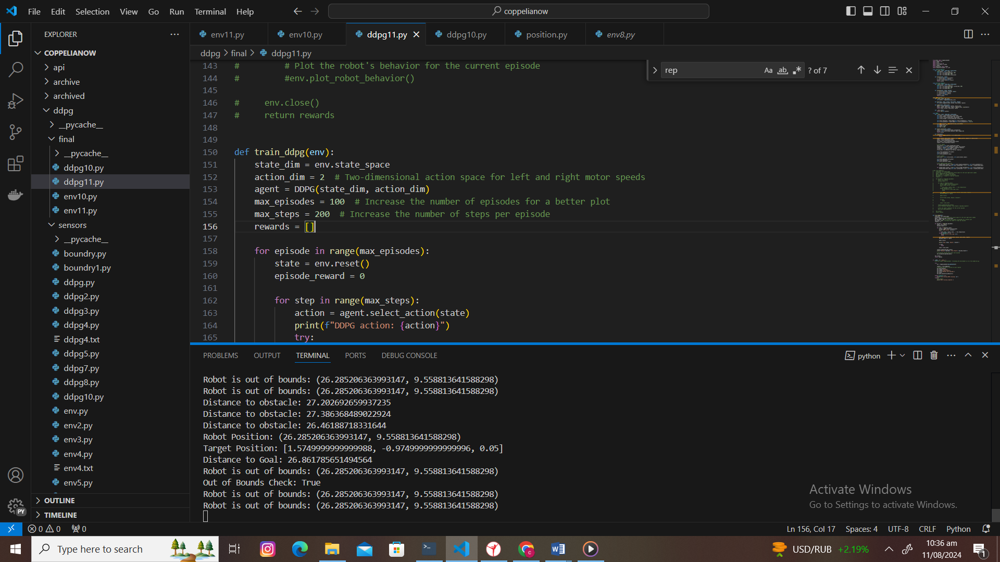 File Edit Selection View Go Run Terminal Help
coppelianow
EXPLORER
COPPELIANOW
api
archive
archived
ddpg
__pycache__
final
__pycache__
ddpg10.py
ddpg11.py
env10.py
env11.py
sensors
__pycache__
boundry.py
boundry1.py
ddpg.py
ddpg2.py
ddpg3.py
ddpg4.py
ddpg4.txt
ddpg5.py
ddpg7.py
ddpg8.py
ddpg10.py
env.py
env2.py
env3.py
env4.py
env4.txt
env5.py
OUTLINE
TIMELINE
env11.py env10.py ddpg11.py ddpg10.py position.py env8.py
ddpg > final > ddpg11.py
rep Aa ab ? of 7
143 # # Plot the robot's behavior for the current episode
144 # #env.plot_robot_behavior()
145
146 # env.close()
147 # return rewards
148
149
150 def train_ddpg(env):
151 state_dim = env.state_space
152 action_dim = 2 # Two-dimensional action space for left and right motor speeds
153 agent = DDPG(state_dim, action_dim)
154 max_episodes = 100 # Increase the number of episodes for a better plot
155 max_steps = 200 # Increase the number of steps per episode
156 rewards = []
157
158 for episode in range(max_episodes):
159 state = env.reset()
160 episode_reward = 0
161
162 for step in range(max_steps):
163 action = agent.select_action(state)
164 print(f"DDPG action: {action}")
165 try:
PROBLEMS OUTPUT TERMINAL PORTS DEBUG CONSOLE
python
Robot is out of bounds: (26.285206363993147, 9.558813641588298)
Robot is out of bounds: (26.285206363993147, 9.558813641588298)
Distance to obstacle: 27.202692659937235
Distance to obstacle: 27.386368489022924
Distance to obstacle: 26.46188718331644
Robot Position: (26.285206363993147, 9.558813641588298)
Target Position: [1.5749999999999988, -0.9749999999999996, 0.05]
Distance to Goal: 26.861785651494564
Robot is out of bounds: (26.285206363993147, 9.558813641588298)
Out of Bounds Check: True
Robot is out of bounds: (26.285206363993147, 9.558813641588298)
Robot is out of bounds: (26.285206363993147, 9.558813641588298)
Activate Windows
Go to Settings to activate Windows.
PY
0 0 0
Ln 156, Col 17 Spaces: 4 UTF-8 CRLF Python
Type here to search
USD/RUB +2.19%
10:36 am
11/08/2024
1